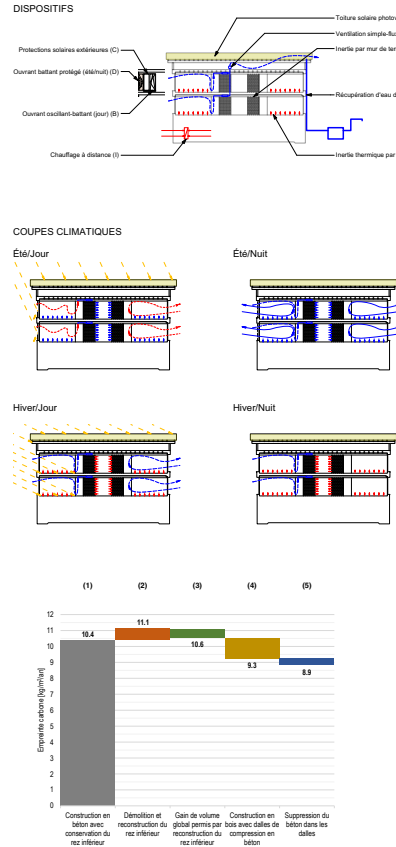 DISPOSITIFS
Toiture solaire
Protections solaires extérieures (C)
Ventilation simple-flux
Ouvrant battant protégé (été/nuit) (D)
Inertie par mur de
Ouvrant oscillant-battant (jour) (B)
Récupération d'eau
Chauffage à distance (I)
Inertie thermique par
COUPES CLIMATIQUES
Été/Jour
Été/Nuit
Hiver/Jour
Hiver/Nuit
(1) (2) (3) (4) (5)
Empreinte carbone [kg/m²/an]
12
11
10
9
8
7
6
5
4
3
2
1
0
10.4
11.1
10.6
9.3
8.9
Construction en
béton avec
conservation du
rez inférieur
Démolition et
reconstruction du
rez inférieur
Gain de volume
global permis par
reconstruction du
rez inférieur
Construction en
bois avec dalles de
compression en
béton
Suppression du
béton dans les
dalles